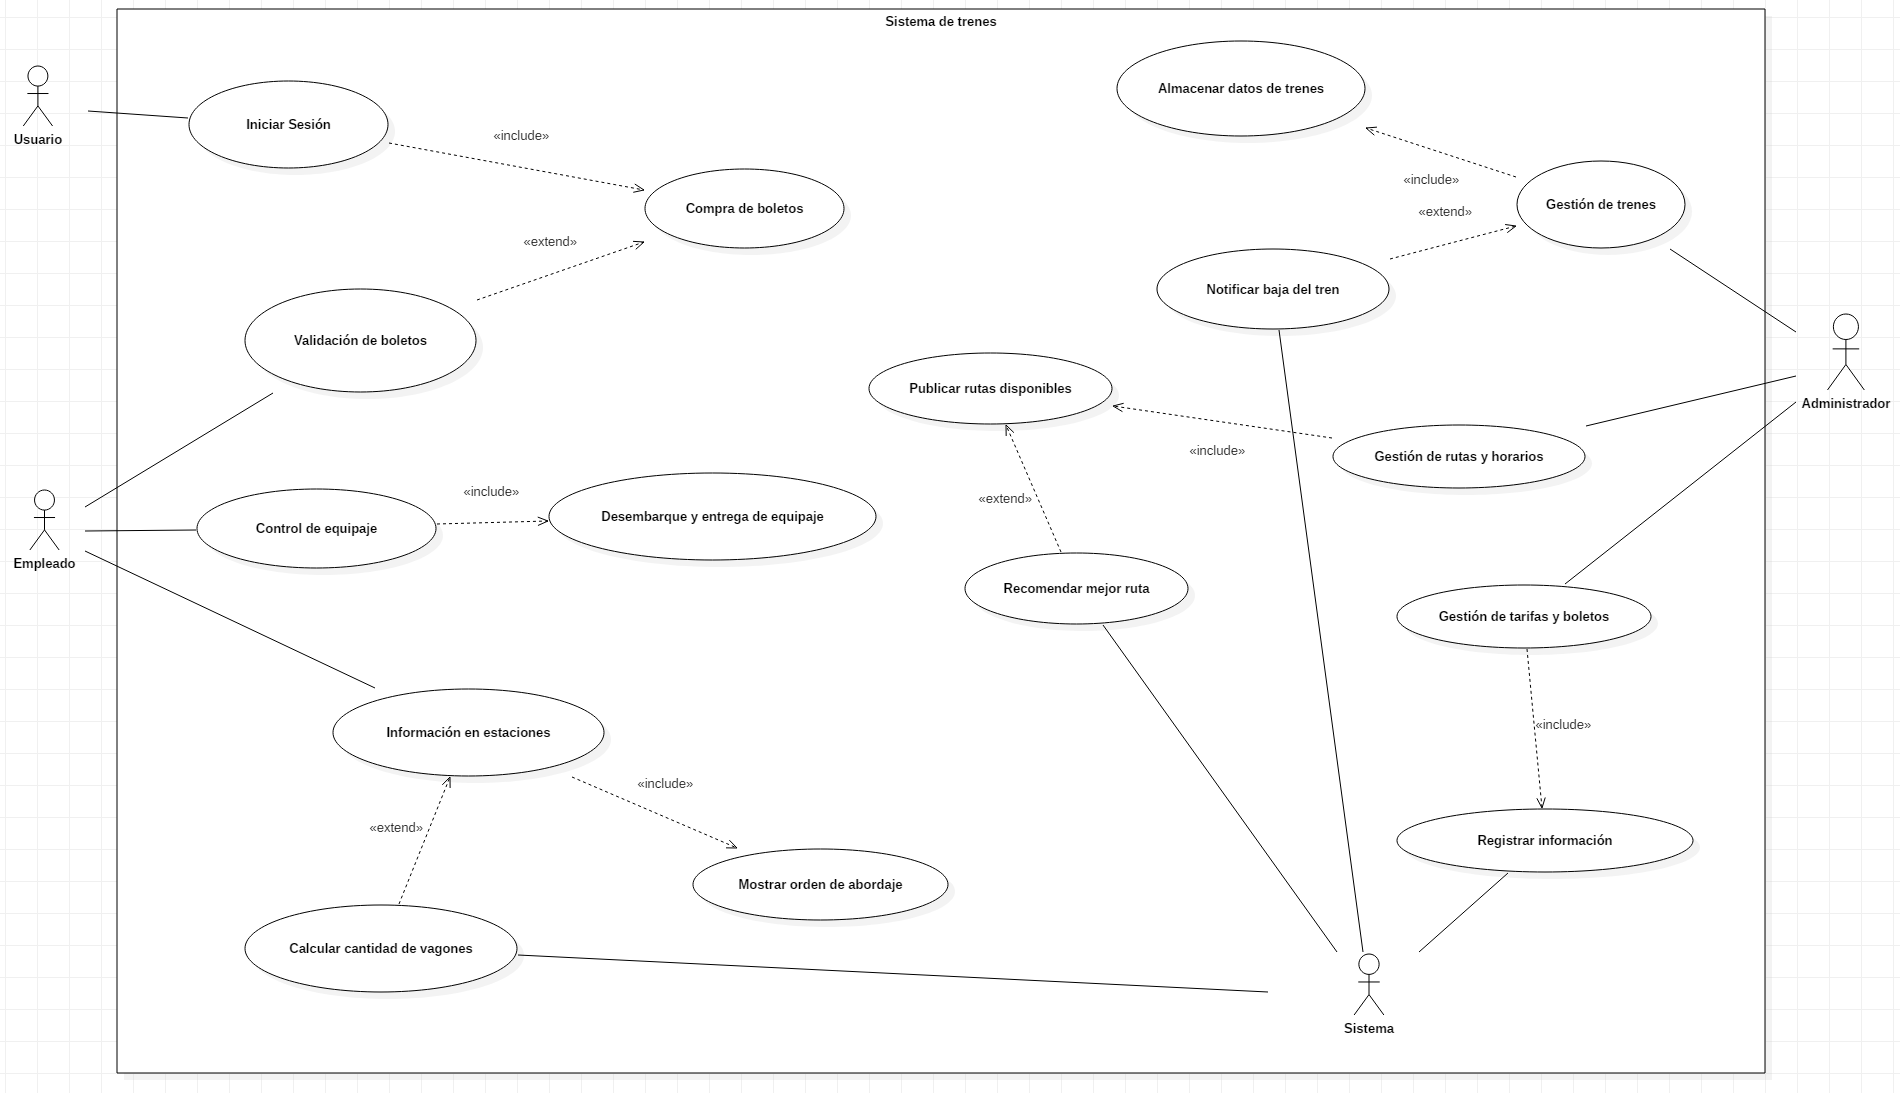 Sistema de trenes
Almacenar datos de trenes
Usuario
Iniciar Sesión
«include»
Compra de boletos
«include»
Gestión de trenes
«extend»
«extend»
Notificar baja del tren
Validación de boletos
Publicar rutas disponibles
Administrador
«include»
Gestión de rutas y horarios
«include»
«extend»
Control de equipaje
Desembarque y entrega de equipaje
Empleado
Recomendar mejor ruta
Gestión de tarifas y boletos
«include»
Información en estaciones
«include»
«extend»
Registrar información
Mostrar orden de abordaje
Calcular cantidad de vagones
Sistema